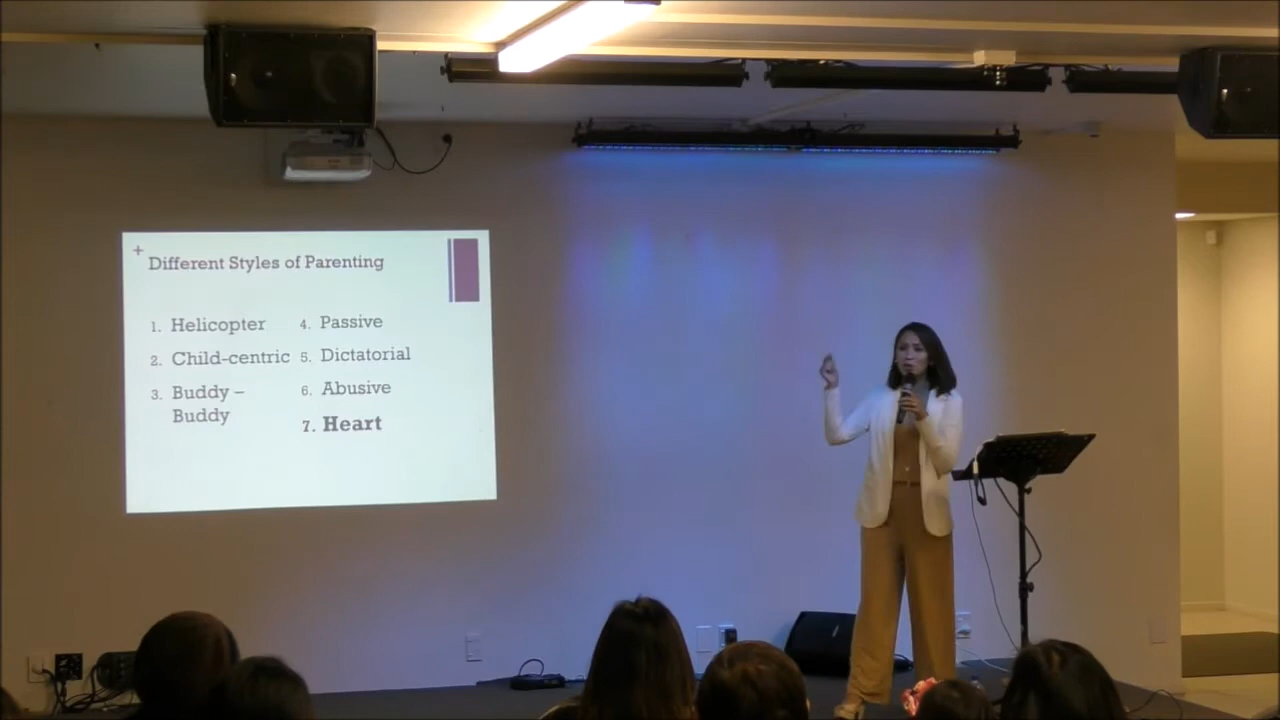 +
Different Styles of Parenting
1. Helicopter
2. Child-centric
3. Buddy –
Buddy
4. Passive
5. Dictatorial
6. Abusive
7. Heart